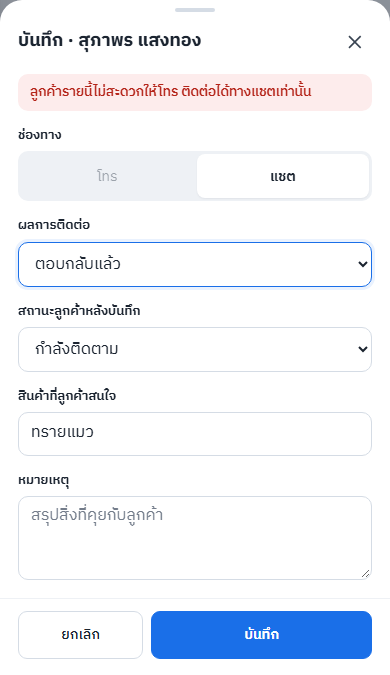 บันทึก · สุภาพร แสงทอง
ลูกค้ารายนี้ไม่สะดวกให้โทร ติดต่อได้ทางแชตเท่านั้น
ช่องทาง
โทร
แชต
ผลการติดต่อ
ตอบกลับแล้ว
สถานะลูกค้าหลังบันทึก
กำลังติดตาม
สินค้าที่ลูกค้าสนใจ
ทรายแมว
หมายเหตุ
สรุปสิ่งที่คุยกับลูกค้า
ยกเลิก
บันทึก